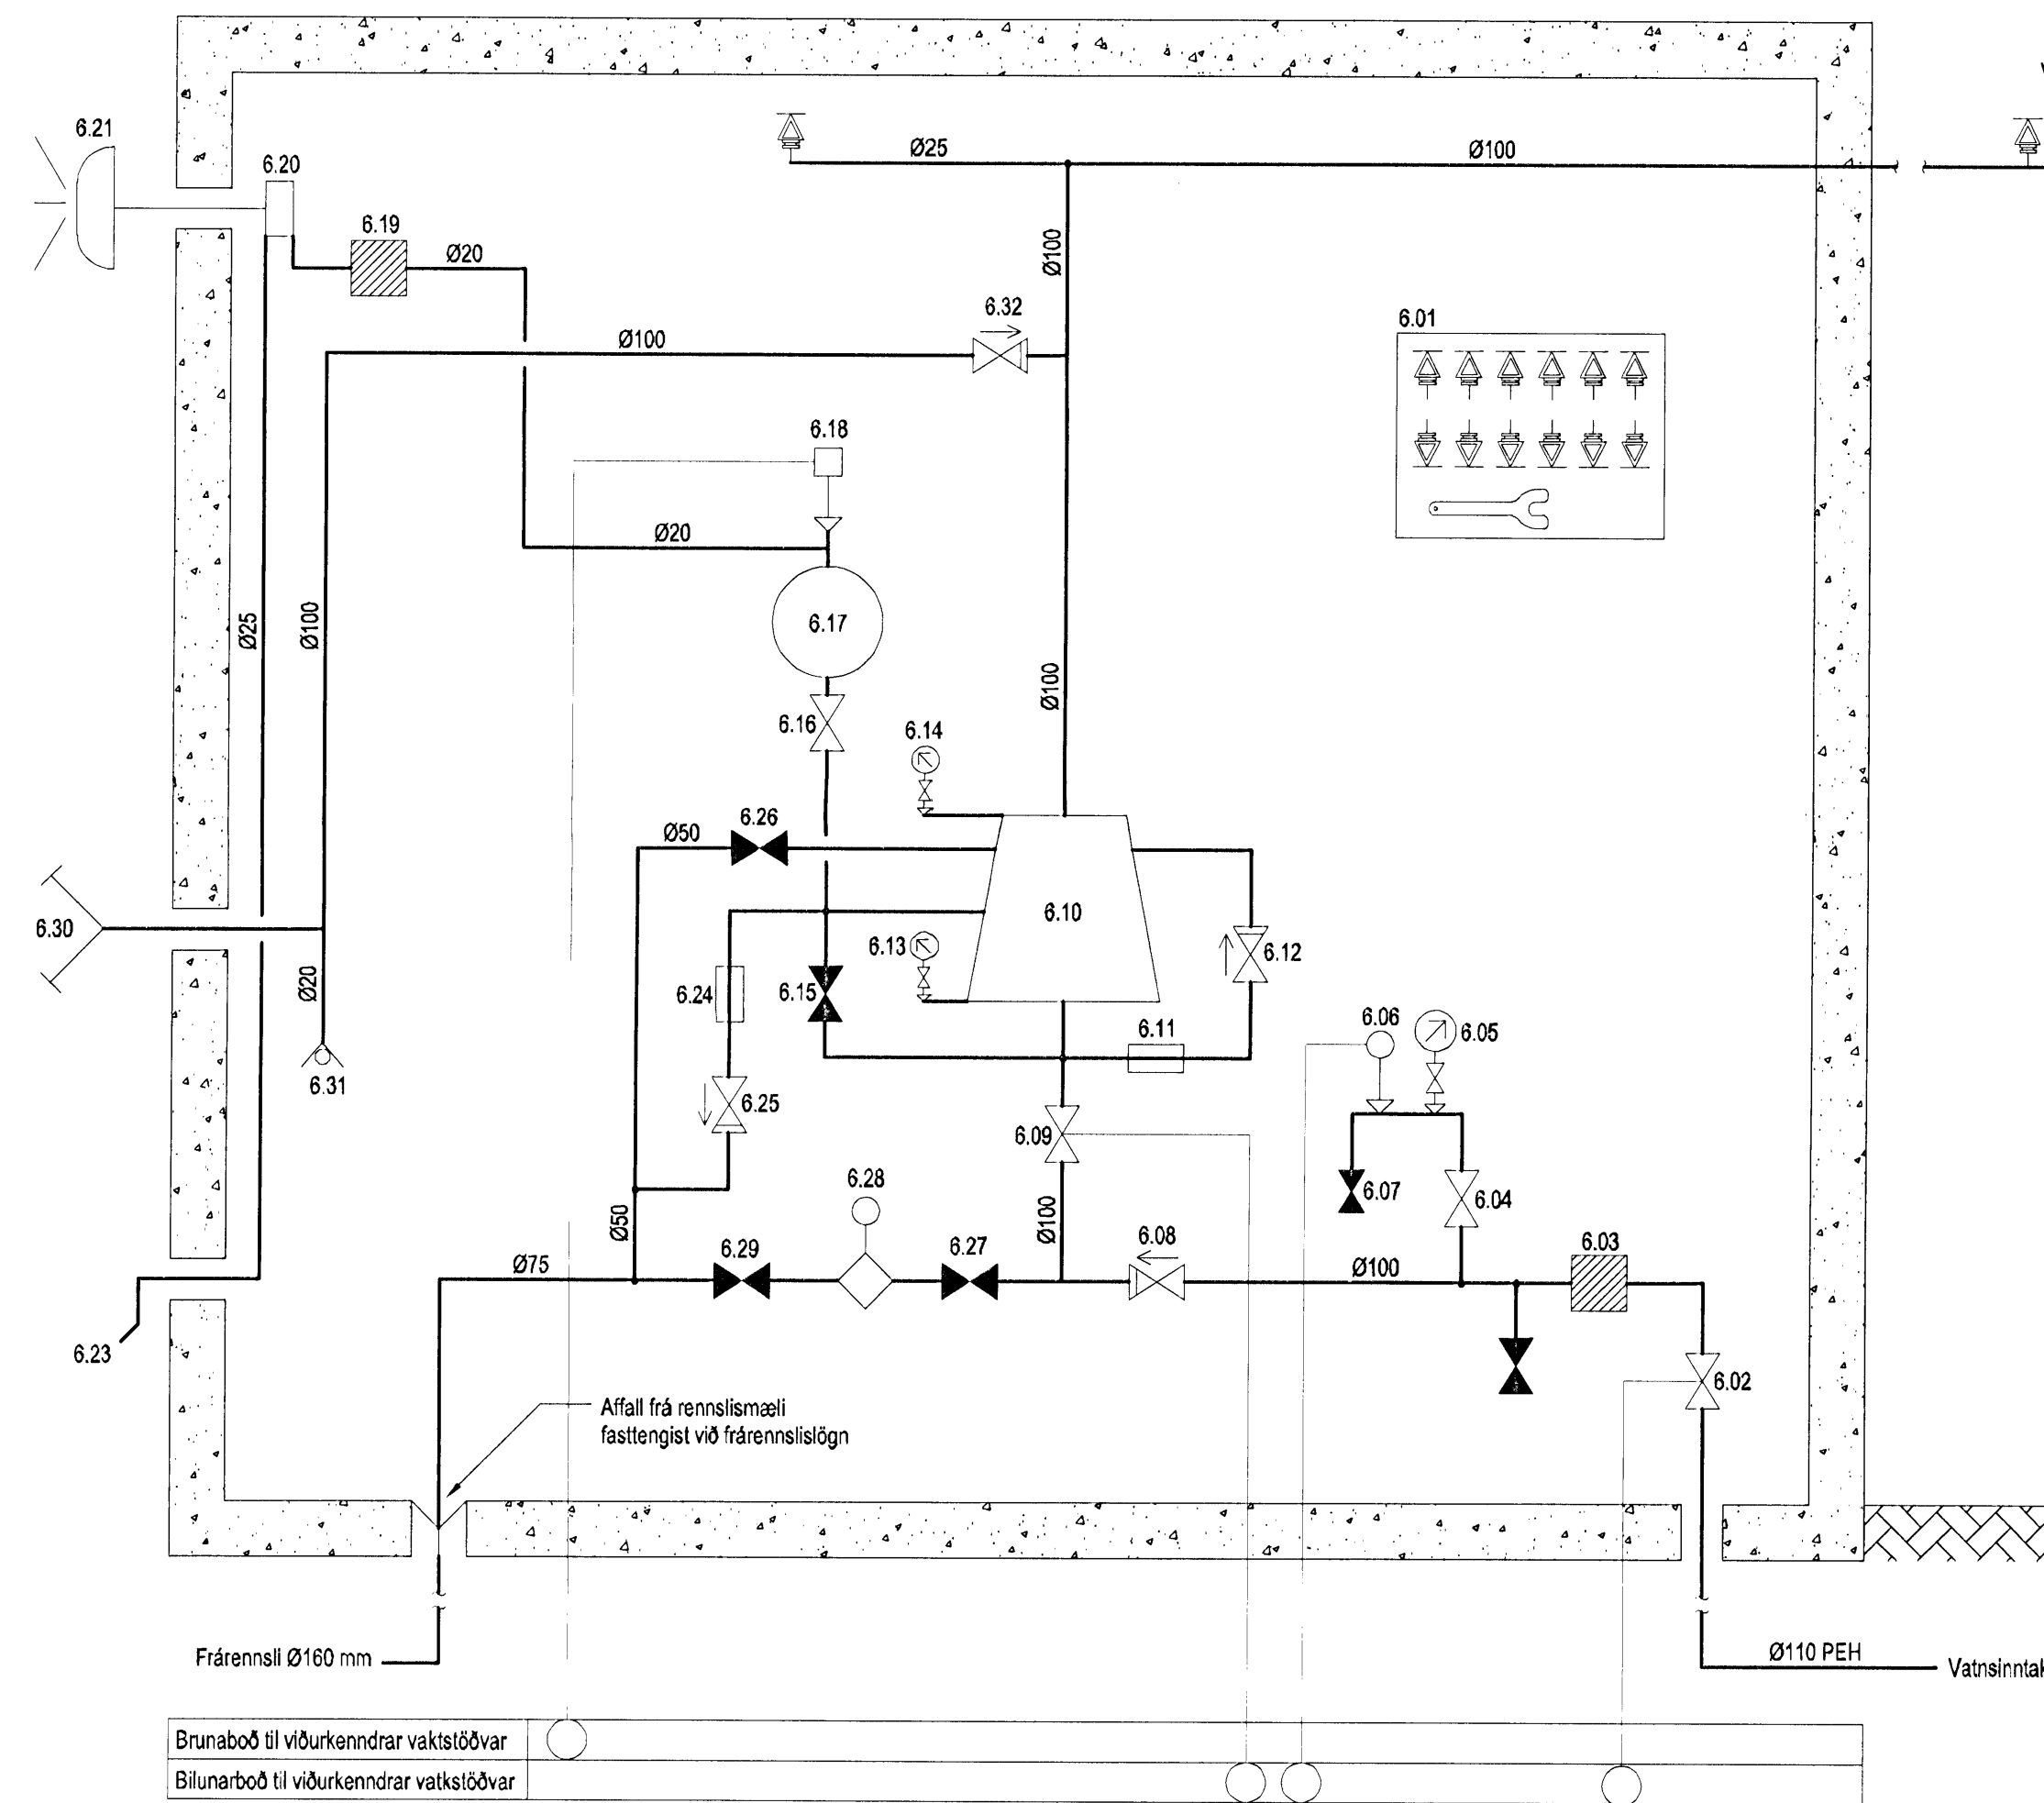 6.21
6.20
6.19
Ø20
Ø25
Ø100
Ø100
6.32
Ø100
6.01
6.18
Ø20
6.17
Ø25
Ø100
Ø100
6.16
6.14
6.26
Ø50
6.10
6.30
6.13
6.12
6.24
6.15
6.11
Ø20
6.31
6.06
6.05
6.25
6.09
6.07
6.04
6.28
Ø50
Ø100
6.29
6.27
6.08
6.03
Ø75
Ø100
6.23
6.02
Affall frá rennslismæli
fasttengist við frárennslislögn
Frárennsli Ø160 mm
Ø110 PEH
Vatnsinntak
Brunaboð til viðurkenndrar vaktstöðvar
Bilunarboð til viðurkenndrar vatkstöðvar